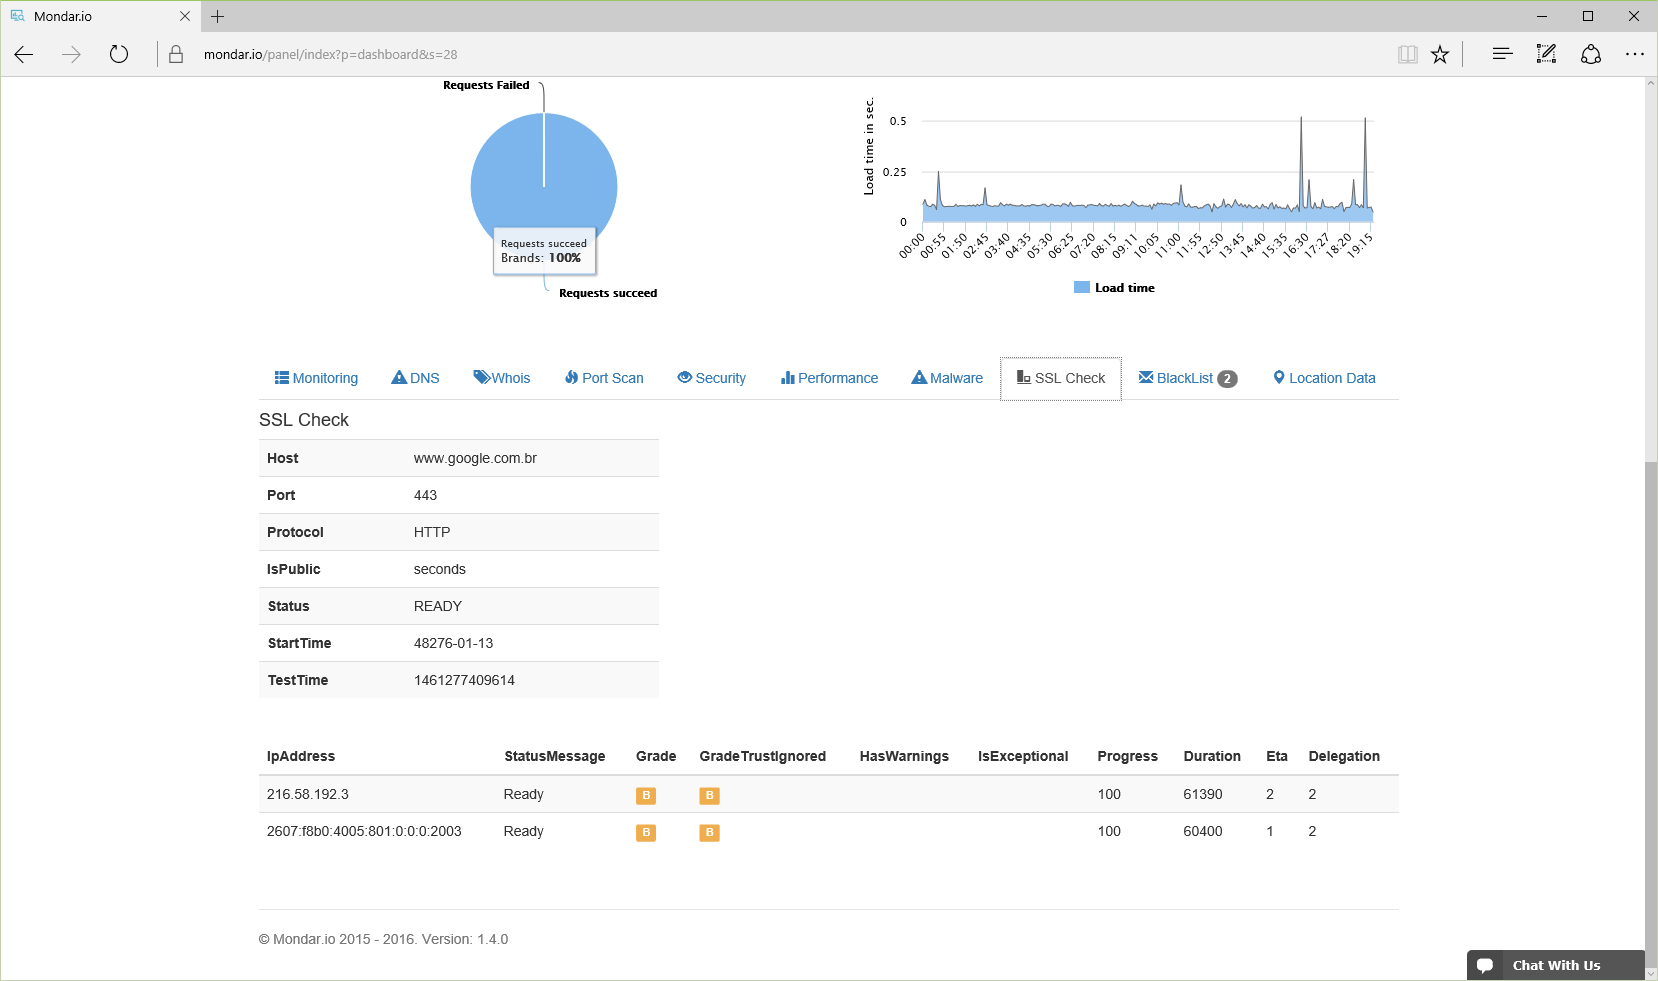 Mondar.io
mondar.io/panel/index?p=dashboard&s=28
Requests Failed
Requests succeed
Brands: 100%
Requests succeed
Load time in sec.
0.5
0.25
0
00:00 00:55 01:50 02:45 03:40 04:35 05:30 06:25 07:20 08:15 09:11 10:05 11:00 11:55 12:50 13:45 14:40 15:35 16:30 17:27 18:20 19:15
Load time
Monitoring DNS Whois Port Scan Security Performance Malware SSL Check BlackList 2 Location Data
SSL Check
Host www.google.com.br
Port 443
Protocol HTTP
IsPublic seconds
Status READY
StartTime 48276-01-13
TestTime 1461277409614
IpAddress StatusMessage Grade GradeTrustIgnored HasWarnings IsExceptional Progress Duration Eta Delegation
216.58.192.3 Ready B B 100 61390 2 2
2607:f8b0:4005:801:0:0:0:2003 Ready B B 100 60400 1 2
© Mondar.io 2015 - 2016. Version: 1.4.0
Chat With Us